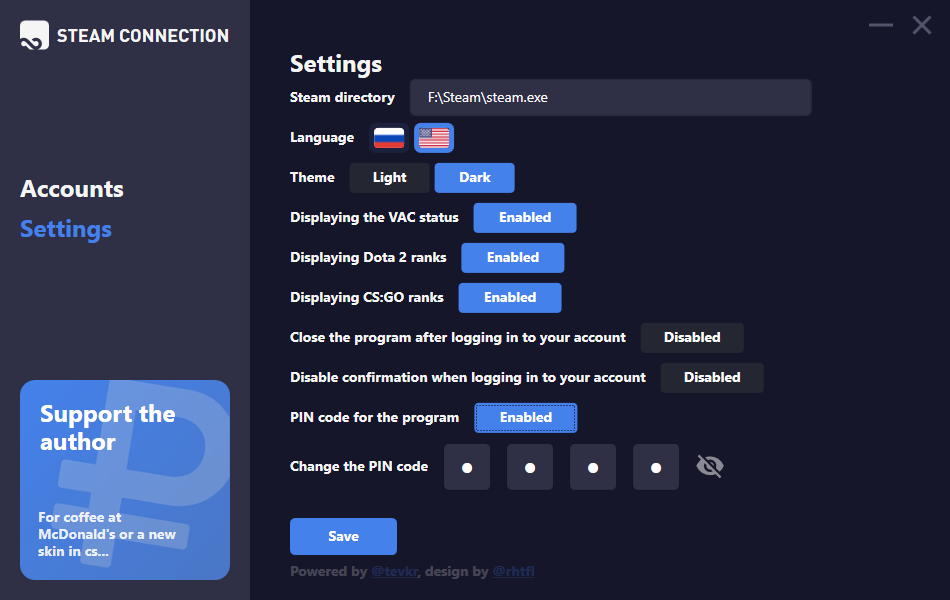 STEAM CONNECTION
Accounts
Settings
Support the
author
For coffee at
McDonald's or a new
skin in cs...
Settings
Steam directory F:\Steam\steam.exe
Language
Theme Light Dark
Displaying the VAC status Enabled
Displaying Dota 2 ranks Enabled
Displaying CS:GO ranks Enabled
Close the program after logging in to your account Disabled
Disable confirmation when logging in to your account Disabled
PIN code for the program Enabled
Change the PIN code
Save
Powered by @tevkr, design by @rhtfl